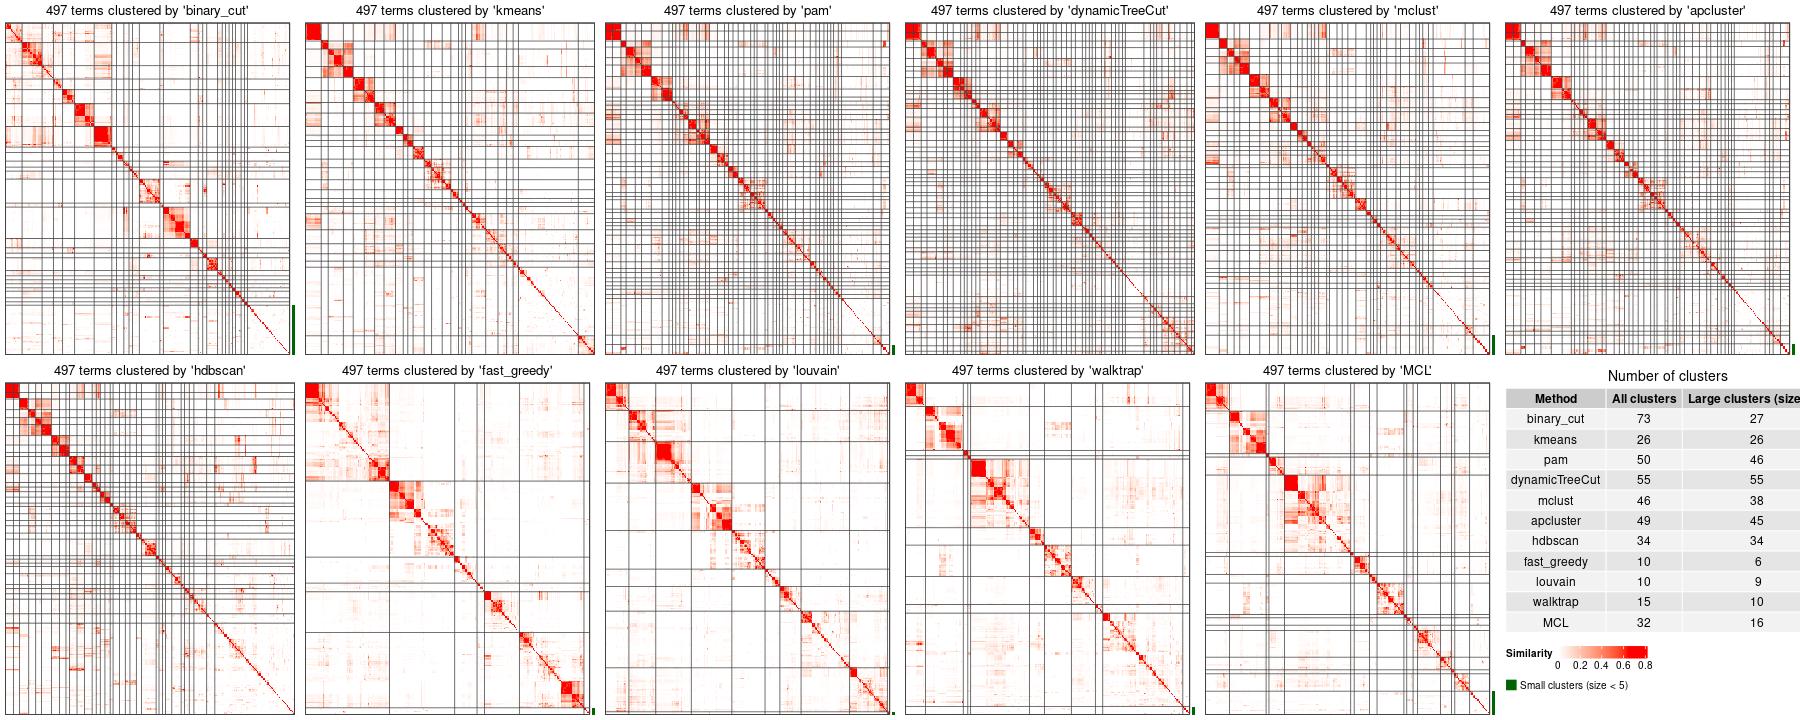 497 terms clustered by 'binary_cut'
497 terms clustered by 'kmeans'
497 terms clustered by 'pam'
497 terms clustered by 'dynamicTreeCut'
497 terms clustered by 'mclust'
497 terms clustered by 'apcluster'
497 terms clustered by 'hdbscan'
497 terms clustered by 'fast_greedy'
497 terms clustered by 'louvain'
497 terms clustered by 'walktrap'
497 terms clustered by 'MCL'
Number of clusters
Method All clusters Large clusters (size
binary_cut 73 27
kmeans 26 26
pam 50 46
dynamicTreeCut 55 55
mclust 46 38
apcluster 49 45
hdbscan 34 34
fast_greedy 10 6
louvain 10 9
walktrap 15 10
MCL 32 16
Similarity
0 0.2 0.4 0.6 0.8
Small clusters (size < 5)